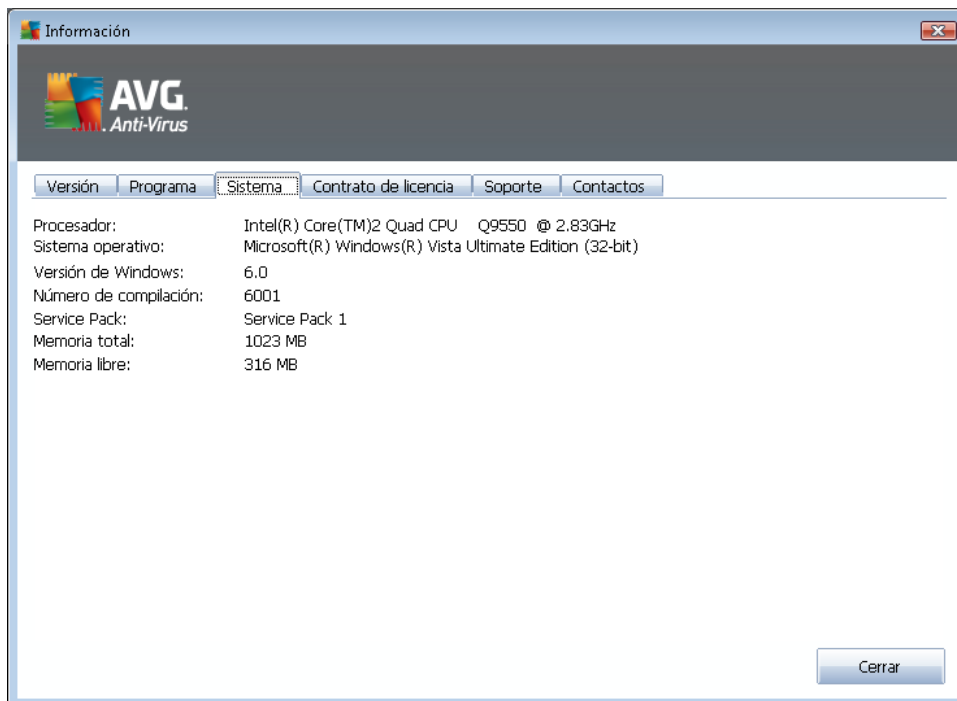 Información
AVG.
Anti-Virus
Versión Programa Sistema Contrato de licencia Soporte Contactos
Procesador: Intel(R) Core(TM)2 Quad CPU Q9550 @ 2.83GHz
Sistema operativo: Microsoft(R) Windows(R) Vista Ultimate Edition (32-bit)
Versión de Windows: 6.0
Número de compilación: 6001
Service Pack: Service Pack 1
Memoria total: 1023 MB
Memoria libre: 316 MB
Cerrar